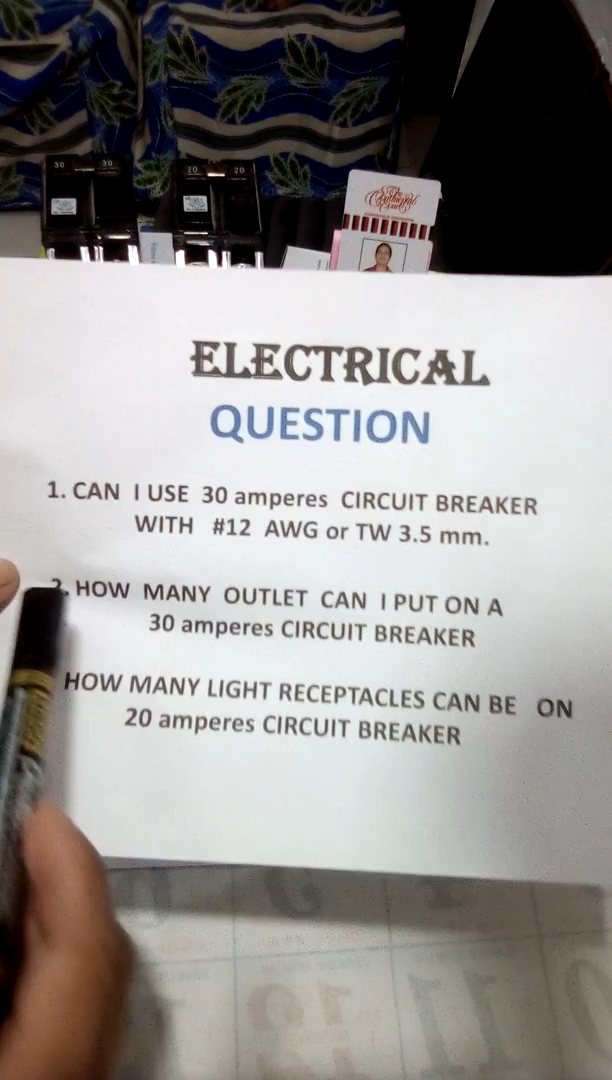 30 30
20 20
ELECTRICAL
QUESTION
1. CAN I USE 30 amperes CIRCUIT BREAKER
WITH #12 AWG or TW 3.5 mm.
2. HOW MANY OUTLET CAN I PUT ON A
30 amperes CIRCUIT BREAKER
HOW MANY LIGHT RECEPTACLES CAN BE ON
20 amperes CIRCUIT BREAKER
11